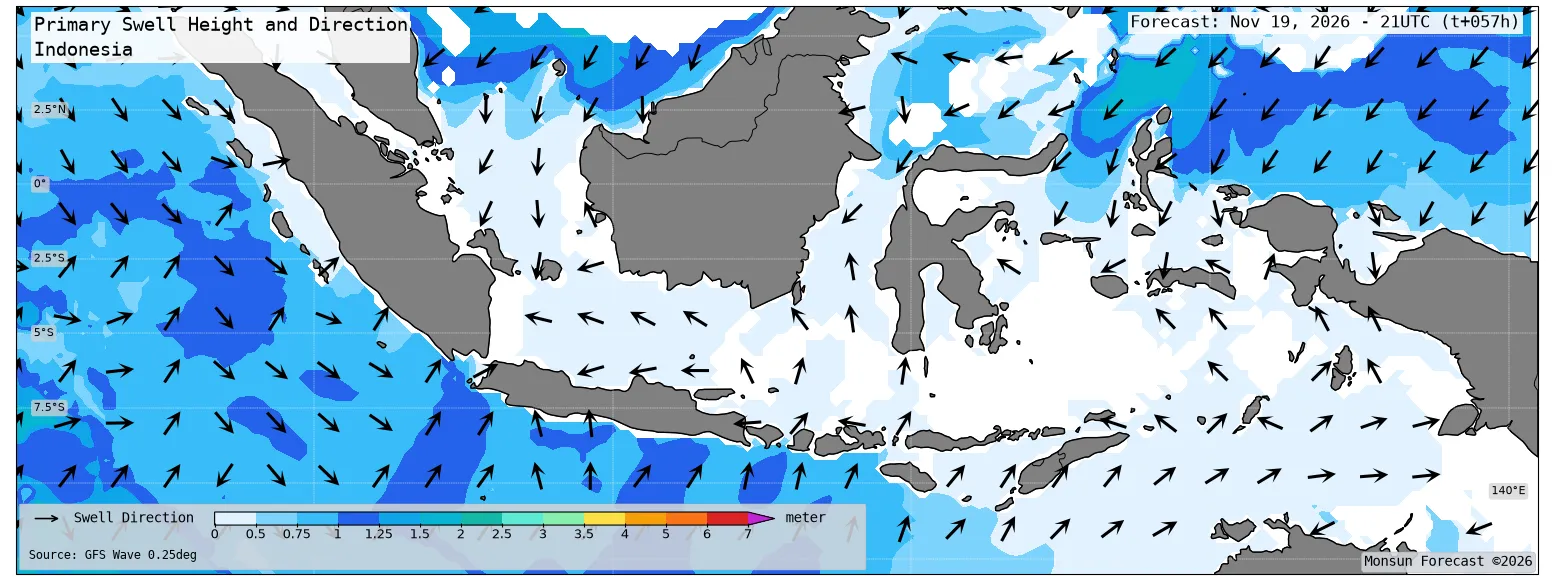 Primary Swell Height and Direction
Indonesia
Forecast: Nov 19, 2026 - 21UTC (t+057h)
2.5°N
0°
2.5°S
5°S
7.5°S
140°E
Swell Direction
0 0.5 0.75 1 1.25 1.5 2 2.5 3 3.5 4 5 6 7 meter
Source: GFS Wave 0.25deg
Monsun Forecast ©2026